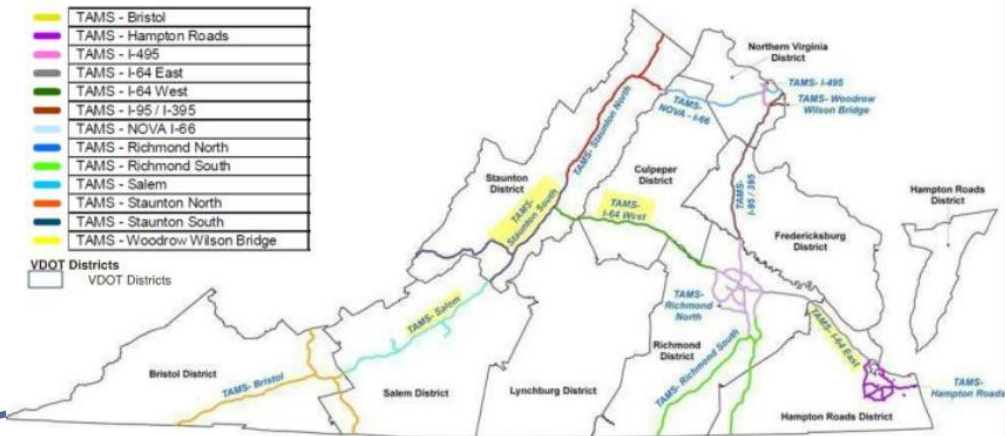 TAMS - Bristol
TAMS - Hampton Roads
TAMS - I-495
TAMS - I-64 East
TAMS - I-64 West
TAMS - I-95 / I-395
TAMS - NOVA I-66
TAMS - Richmond North
TAMS - Richmond South
TAMS - Salem
TAMS - Staunton North
TAMS - Staunton South
TAMS - Woodrow Wilson Bridge
VDOT Districts
VDOT Districts
Northern Virginia
District
TAMS - I-495
TAMS- Woodrow
Wilson Bridge
TAMS-
NOVA - I-66
TAMS- Staunton North
Staunton
District
Culpeper
District
TAMS-
Staunton South
TAMS-
I-64 West
TAMS-
I-95 / 395
Hampton Roads
District
Fredericksburg
District
TAMS- Salem
TAMS-
Richmond
North
TAMS- I-64 East
Richmond
District
TAMS- Richmond South
Bristol District
TAMS- Bristol
Salem District
Lynchburg District
TAMS-
Hampton Roads
Hampton Roads District